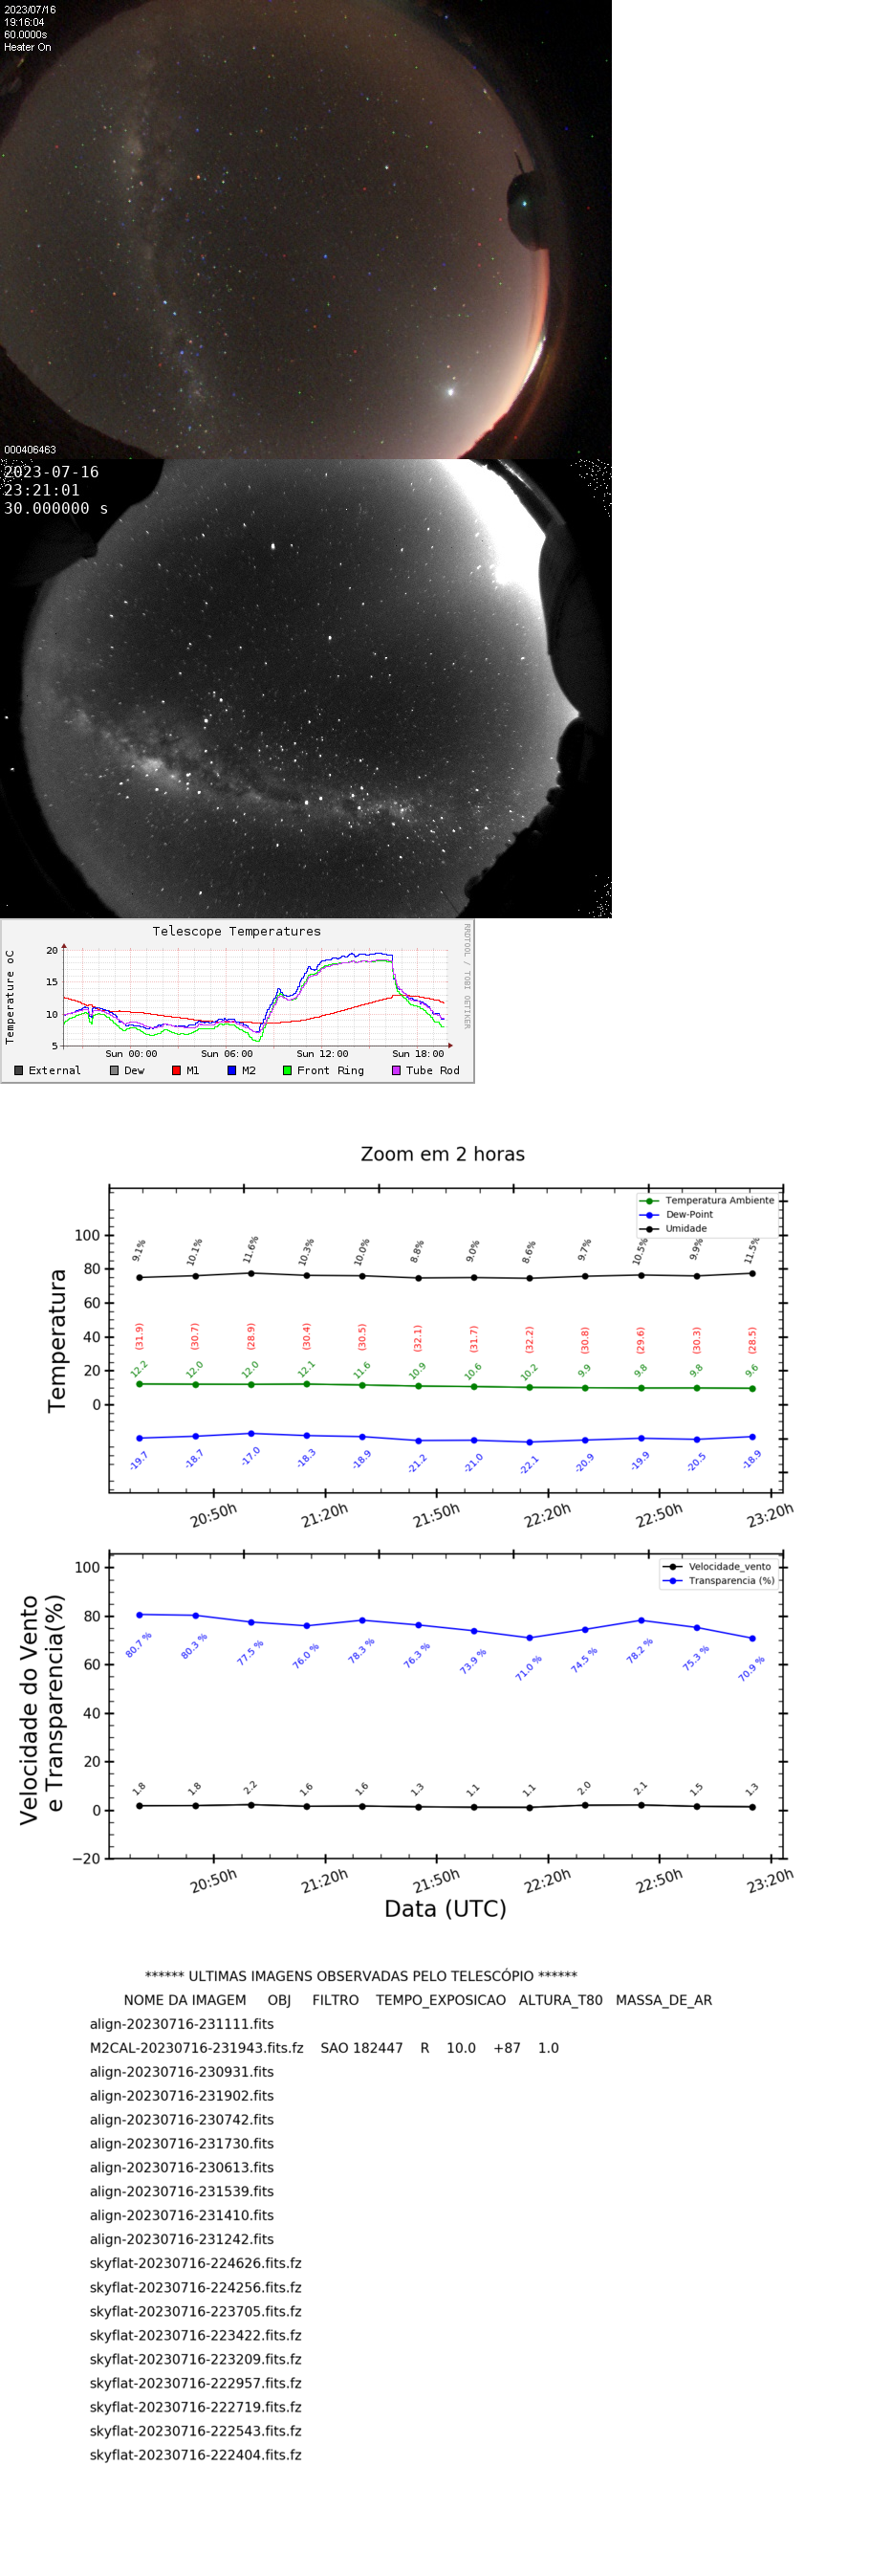 2023/07/16
19:16:04
60.0000s
Heater On
000406463
2023-07-16
23:21:01
30.000000 s
Telescope Temperatures
RRDTOOL / TOBI OETIKER
Temperature oC
20
15
10
5
Sun 00:00 Sun 06:00 Sun 12:00 Sun 18:00
External Dew M1 M2 Front Ring Tube Rod
Zoom em 2 horas
Temperatura Ambiente
Dew-Point
Umidade
Temperatura
100
80
60
40
20
0
9.1% 10.1% 11.6% 10.3% 10.0% 8.8% 9.0% 8.6% 9.7% 10.5% 9.9% 11.5%
(31.9) (30.7) (28.9) (30.4) (30.5) (32.1) (31.7) (32.2) (30.8) (29.6) (30.3) (28.5)
12.2 12.0 12.0 12.1 11.6 10.9 10.6 10.2 9.9 9.8 9.8 9.6
-19.7 -18.7 -17.0 -18.3 -18.9 -21.2 -21.0 -22.1 -20.9 -19.9 -20.5 -18.9
20:50h 21:20h 21:50h 22:20h 22:50h 23:20h
Velocidade_vento
Transparencia (%)
Velocidade do Vento
e Transparencia(%)
100
80
60
40
20
0
−20
80.7 % 80.3 % 77.5 % 76.0 % 78.3 % 76.3 % 73.9 % 71.0 % 74.5 % 78.2 % 75.3 % 70.9 %
1.8 1.8 2.2 1.6 1.6 1.3 1.1 1.1 2.0 2.1 1.5 1.3
20:50h 21:20h 21:50h 22:20h 22:50h 23:20h
Data (UTC)
****** ULTIMAS IMAGENS OBSERVADAS PELO TELESCÓPIO ******
NOME DA IMAGEM OBJ FILTRO TEMPO_EXPOSICAO ALTURA_T80 MASSA_DE_AR
align-20230716-231111.fits
M2CAL-20230716-231943.fits.fz SAO 182447 R 10.0 +87 1.0
align-20230716-230931.fits
align-20230716-231902.fits
align-20230716-230742.fits
align-20230716-231730.fits
align-20230716-230613.fits
align-20230716-231539.fits
align-20230716-231410.fits
align-20230716-231242.fits
skyflat-20230716-224626.fits.fz
skyflat-20230716-224256.fits.fz
skyflat-20230716-223705.fits.fz
skyflat-20230716-223422.fits.fz
skyflat-20230716-223209.fits.fz
skyflat-20230716-222957.fits.fz
skyflat-20230716-222719.fits.fz
skyflat-20230716-222543.fits.fz
skyflat-20230716-222404.fits.fz